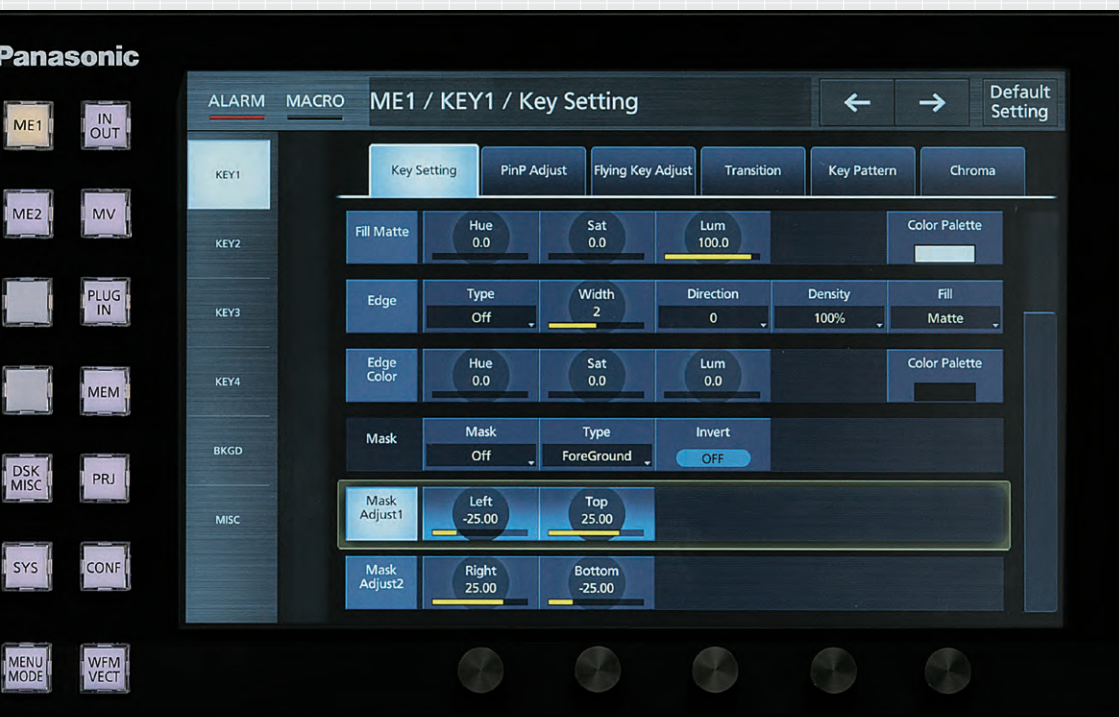 Panasonic
ME1
IN
OUT
ME2
MV
PLUG
IN
MEM
DSK
MISC
PRJ
SYS
CONF
MENU
MODE
WFM
VECT
ALARM MACRO ME1 / KEY1 / Key Setting ← → Default
Setting
KEY1
KEY2
KEY3
KEY4
BKGD
MISC
Key Setting PinP Adjust Flying Key Adjust Transition Key Pattern Chroma
Fill Matte Hue Sat Lum Color Palette
0.0 0.0 100.0
Edge Type Width Direction Density Fill
Off 2 0 100% Matte
Edge
Color Hue Sat Lum Color Palette
0.0 0.0 0.0
Mask Mask Type Invert
Off ForeGround OFF
Mask
Adjust1 Left Top
-25.00 25.00
Mask
Adjust2 Right Bottom
25.00 -25.00